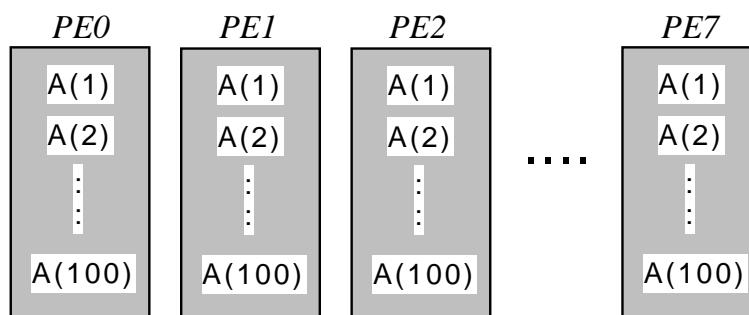 PE0 PE1 PE2 PE7
A(1) A(1) A(1) A(1)
A(2) A(2) A(2) . . . . A(2)
A(100) A(100) A(100) A(100)